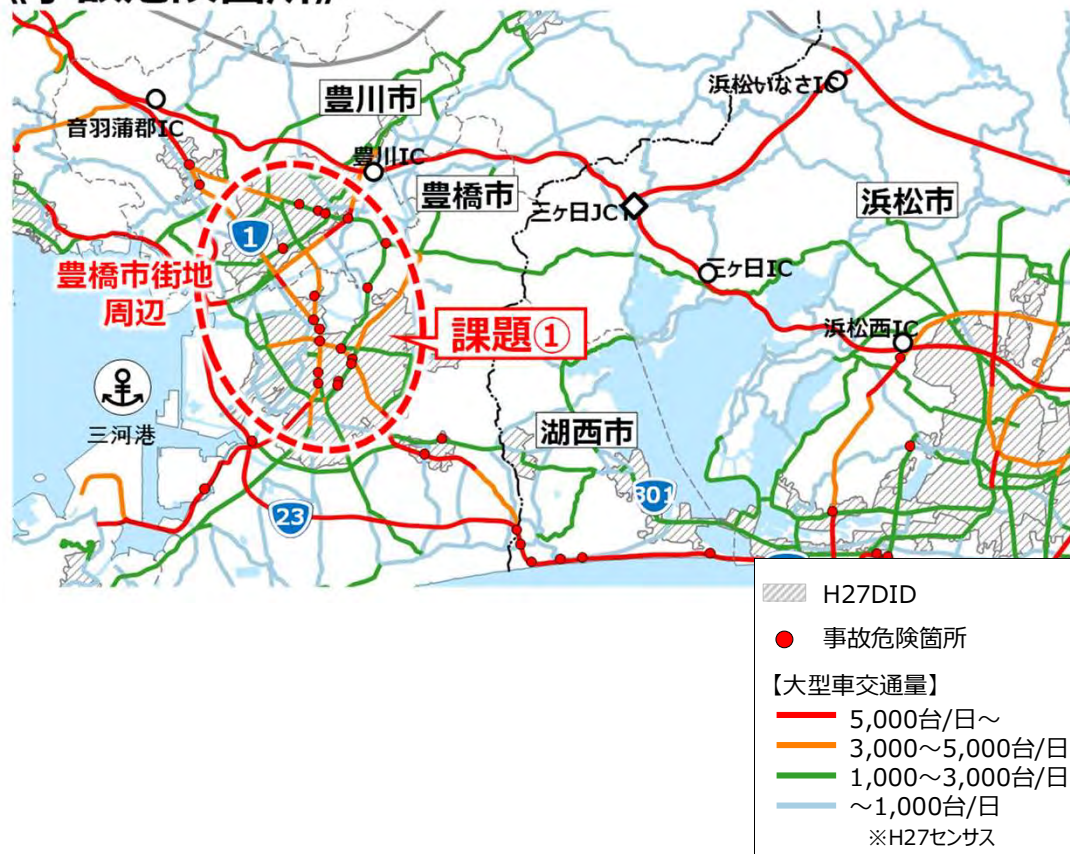 豊川市
浜松いなさIC
音羽蒲郡IC
豊川IC
豊橋市
三ヶ日JCT
浜松市
1
豊橋市街地
周辺
三ヶ日IC
課題①
浜松西IC
三河港
湖西市
301
23
H27DID
事故危険箇所
【大型車交通量】
5,000台/日～
3,000～5,000台/日
1,000～3,000台/日
～1,000台/日
※H27センサス